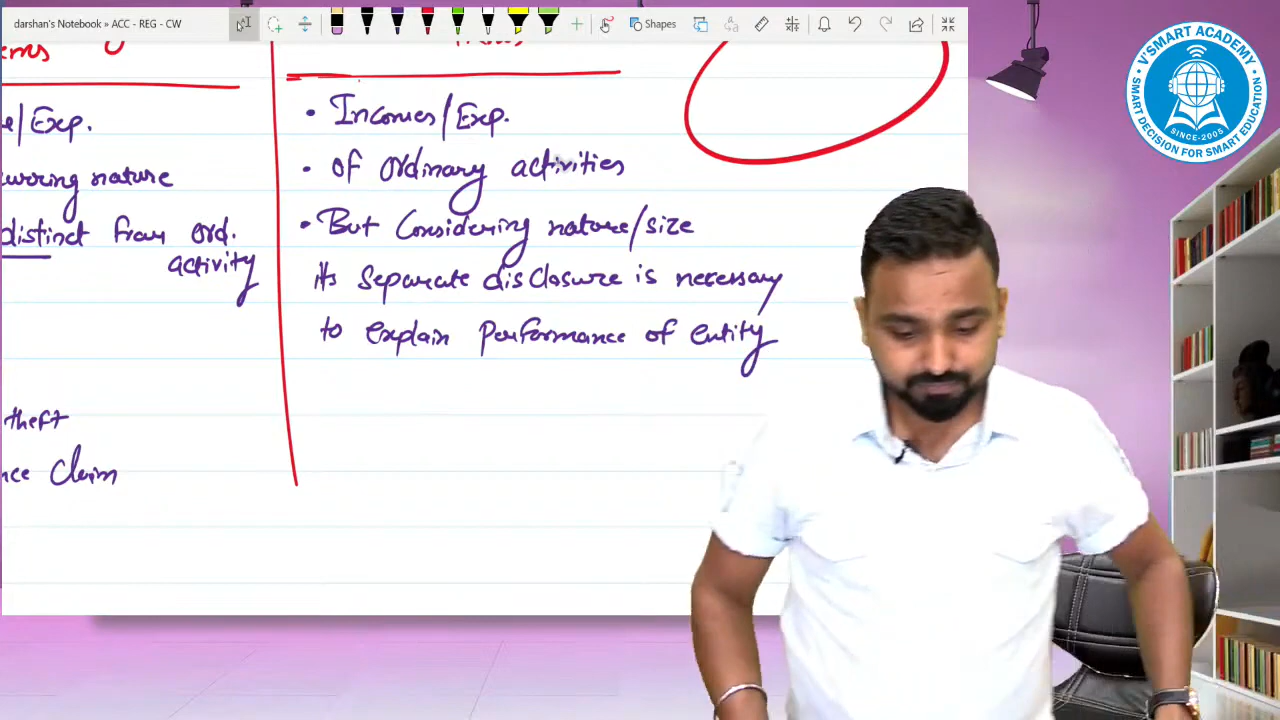 darshan's Notebook » ACC - REG - CW
Shapes
• Incomes/Exp.
• of ordinary activities
• But Considering nature/size
its separate disclosure is necessary
to explain performance of entity
/Exp.
nature
distinct from ord.
activity
theft
Claim
V'SMART ACADEMY
SINCE-2005
SMART DECISION FOR SMART EDUCATION